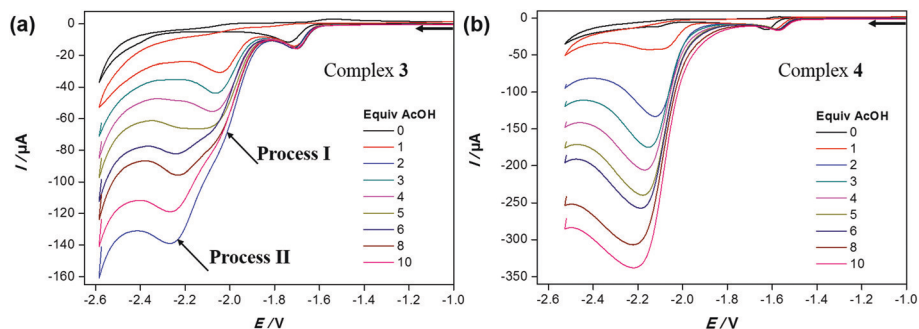 (a)
Complex 3
Equiv AcOH
0
1
2
3
4
5
6
8
10
Process I
Process II
I /µA
0
-20
-40
-60
-80
-100
-120
-140
-160
-2.6 -2.4 -2.2 -2.0 -1.8 -1.6 -1.4 -1.2 -1.0
E /V
(b)
Complex 4
Equiv AcOH
0
1
2
3
4
5
6
8
10
I /µA
0
-50
-100
-150
-200
-250
-300
-350
-2.6 -2.4 -2.2 -2.0 -1.8 -1.6 -1.4 -1.2 -1.0
E /V